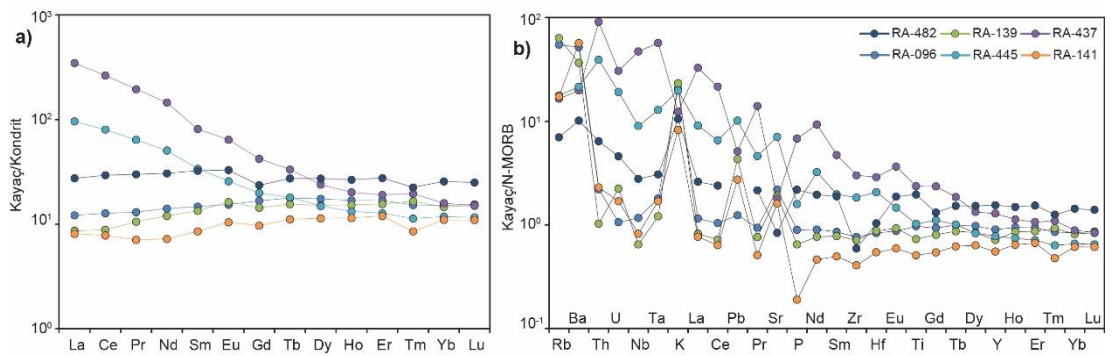 a)
Kayaç/Kondrit
10³
10²
10¹
10⁰
La Ce Pr Nd Sm Eu Gd Tb Dy Ho Er Tm Yb Lu
b)
Kayaç/N-MORB
10²
10¹
10⁰
10⁻¹
RA-482 RA-139 RA-437
RA-096 RA-445 RA-141
Ba U Ta La Pb Sr Nd Zr Eu Gd Dy Ho Tm Lu
Rb Th Nb K Ce Pr P Sm Hf Ti Tb Y Er Yb